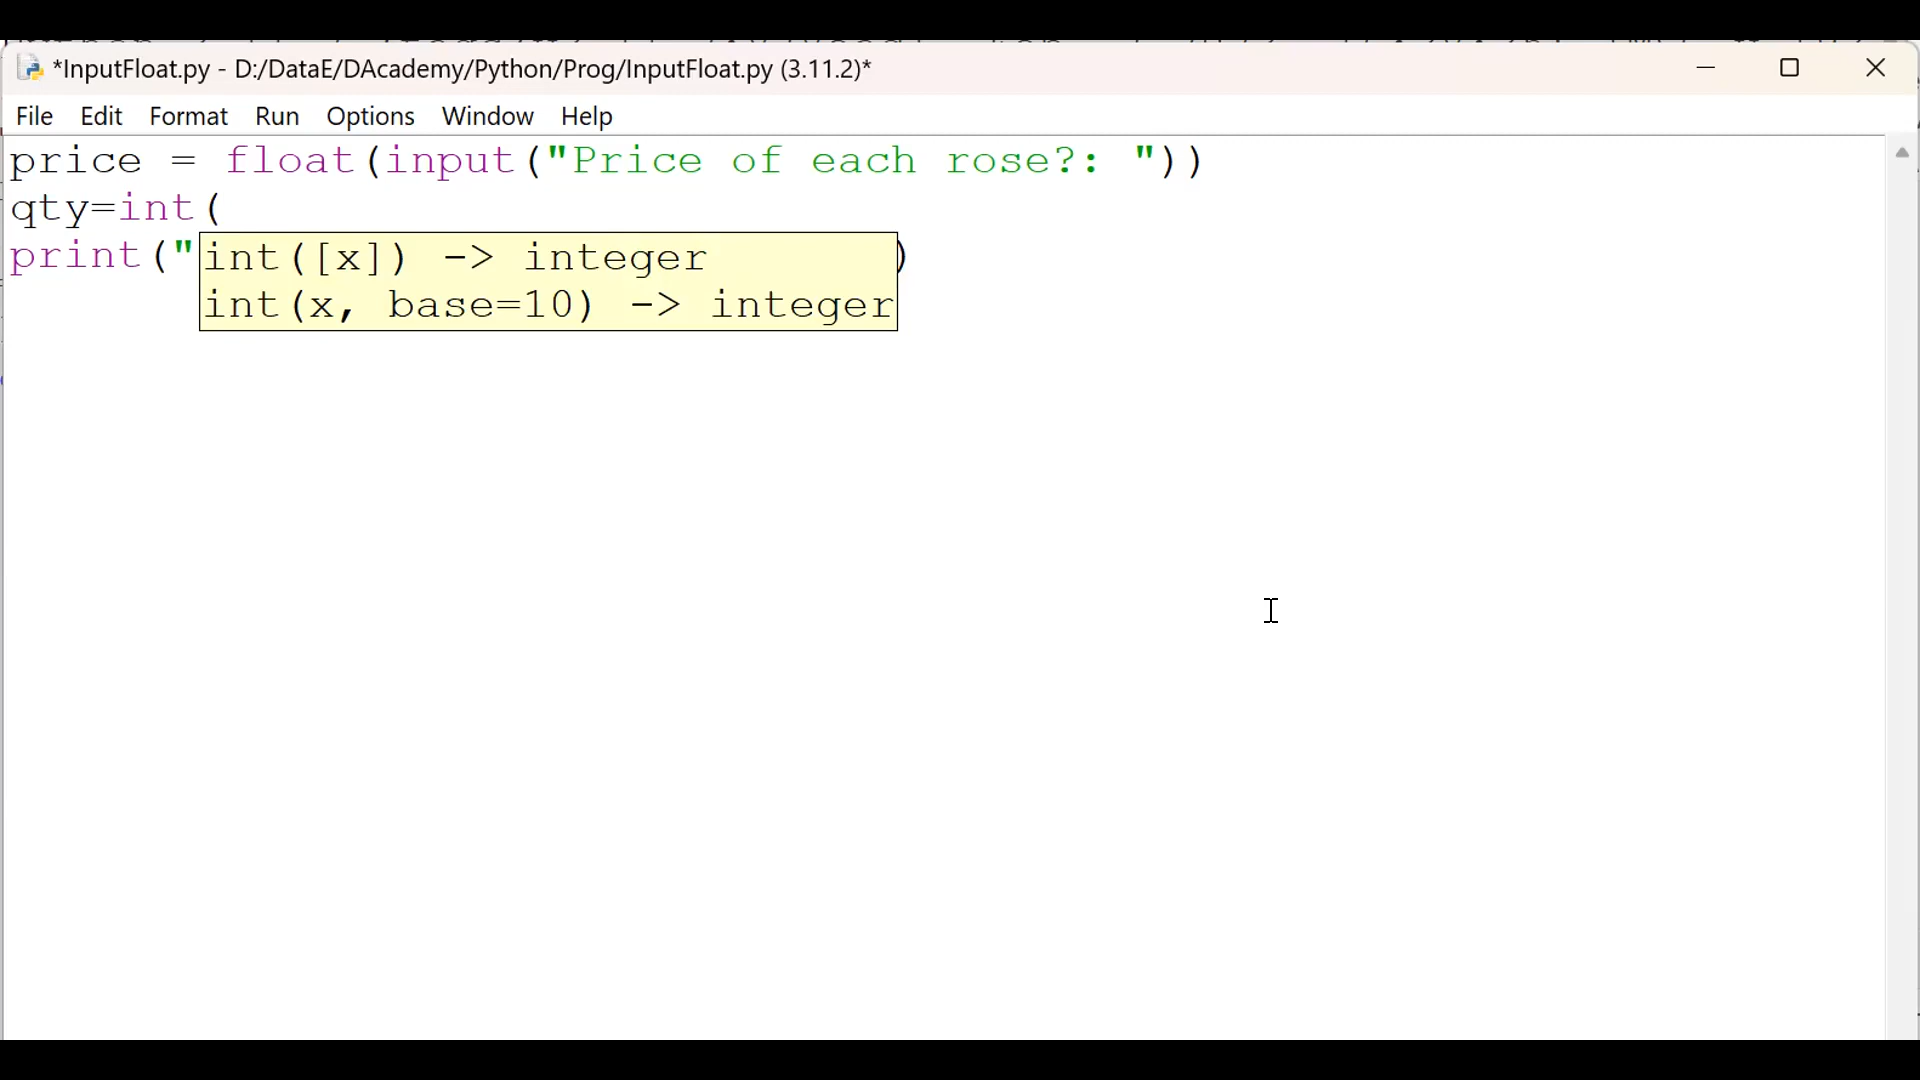 *InputFloat.py - D:/DataE/DAcademy/Python/Prog/InputFloat.py (3.11.2)*
File Edit Format Run Options Window Help
price = float(input("Price of each rose?: "))
qty=int(
print(" )
int([x]) -> integer
int(x, base=10) -> integer